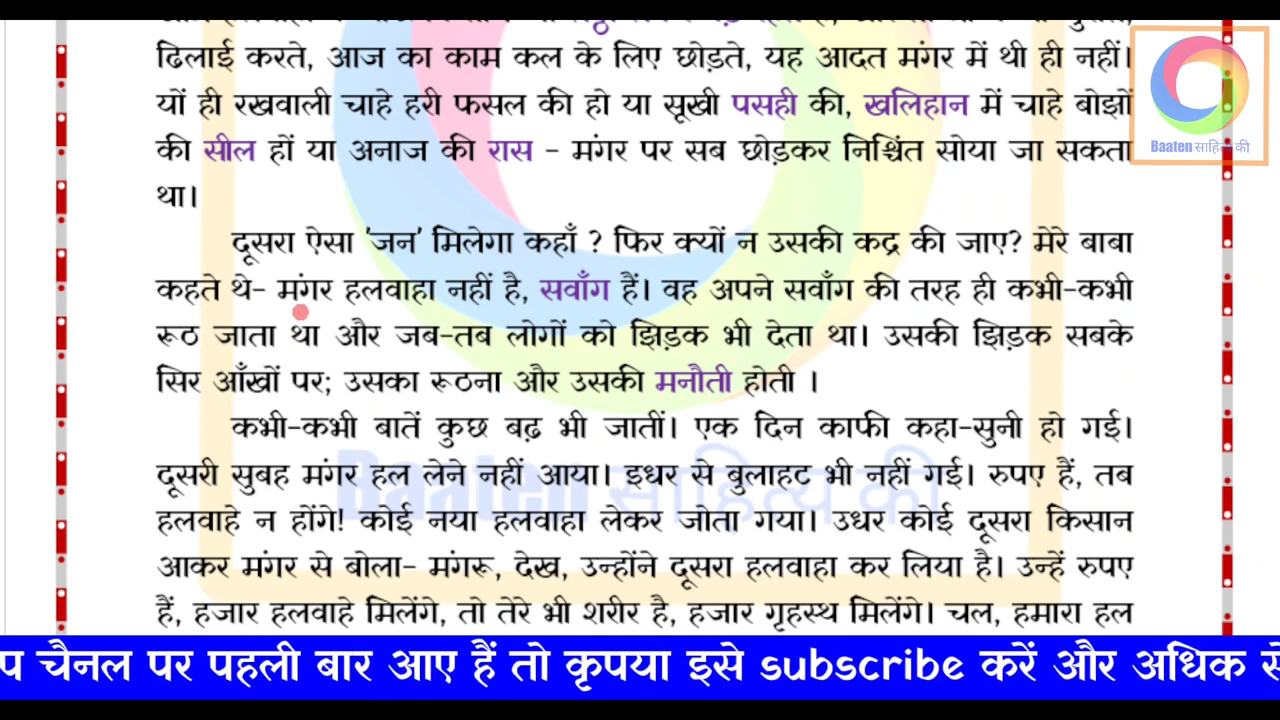 ढिलाई करते, आज का काम कल के लिए छोड़ते, यह आदत मंगर में थी ही नहीं।
यों ही रखवाली चाहे हरी फसल की हो या सूखी पसही की, खलिहान में चाहे बोझों
की सील हों या अनाज की रास - मंगर पर सब छोड़कर निश्चिंत सोया जा सकता
था।
दूसरा ऐसा 'जन' मिलेगा कहाँ ? फिर क्यों न उसकी कद्र की जाए? मेरे बाबा
कहते थे- मंगर हलवाहा नहीं है, सवाँग हैं। वह अपने सवाँग की तरह ही कभी-कभी
रूठ जाता था और जब-तब लोगों को झिड़क भी देता था। उसकी झिड़क सबके
सिर आँखों पर; उसका रूठना और उसकी मनौती होती ।
कभी-कभी बातें कुछ बढ़ भी जातीं। एक दिन काफी कहा-सुनी हो गई।
दूसरी सुबह मंगर हल लेने नहीं आया। इधर से बुलाहट भी नहीं गई। रुपए हैं, तब
हलवाहे न होंगे! कोई नया हलवाहा लेकर जोता गया। उधर कोई दूसरा किसान
आकर मंगर से बोला- मंगरू, देख, उन्होंने दूसरा हलवाहा कर लिया है। उन्हें रुपए
हैं, हजार हलवाहे मिलेंगे, तो तेरे भी शरीर है, हजार गृहस्थ मिलेंगे। चल, हमारा हल
प चैनल पर पहली बार आए हैं तो कृपया इसे subscribe करें और अधिक से
Baaten साहित्य की
Baaten साहित्य की